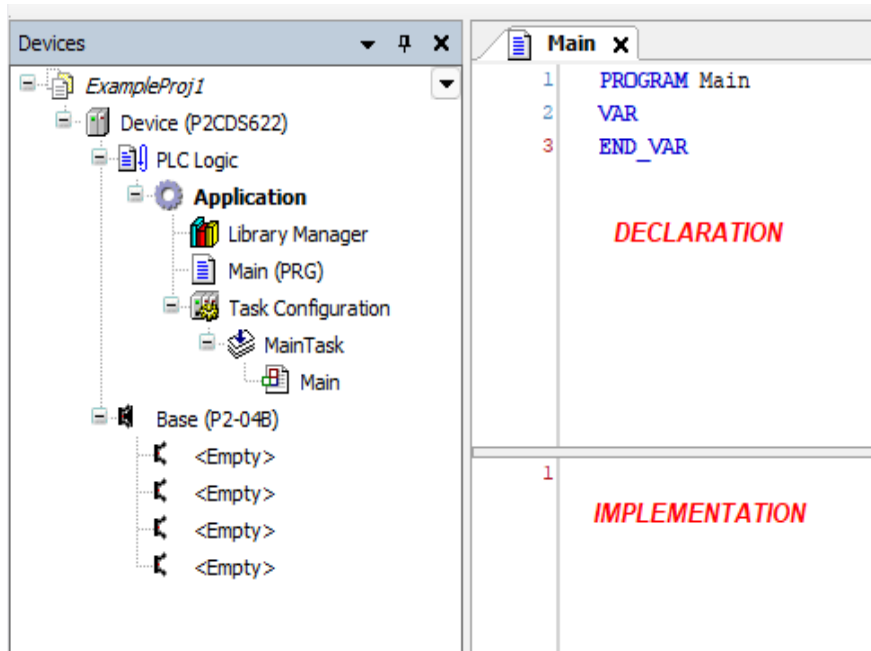 Devices
ExampleProj1
Device (P2CDS622)
PLC Logic
Application
Library Manager
Main (PRG)
Task Configuration
MainTask
Main
Base (P2-04B)
<Empty>
<Empty>
<Empty>
<Empty>
Main
1 PROGRAM Main
2 VAR
3 END_VAR
DECLARATION
1
IMPLEMENTATION